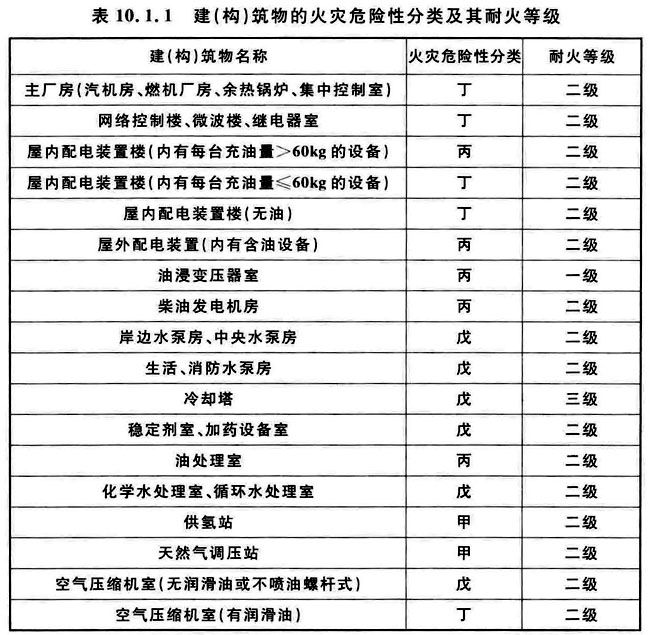 表 10.1.1 建(构)筑物的火灾危险性分类及其耐火等级
建(构)筑物名称 火灾危险性分类 耐火等级
主厂房(汽机房、燃机厂房、余热锅炉、集中控制室) 丁 二级
网络控制楼、微波楼、继电器室 丁 二级
屋内配电装置楼(内有每台充油量>60kg的设备) 丙 二级
屋内配电装置楼(内有每台充油量≤60kg的设备) 丁 二级
屋内配电装置楼(无油) 丁 二级
屋外配电装置(内有含油设备) 丙 二级
油浸变压器室 丙 一级
柴油发电机房 丙 二级
岸边水泵房、中央水泵房 戊 二级
生活、消防水泵房 戊 二级
冷却塔 戊 三级
稳定剂室、加药设备室 戊 二级
油处理室 丙 二级
化学水处理室、循环水处理室 戊 二级
供氢站 甲 二级
天然气调压站 甲 二级
空气压缩机室(无润滑油或不喷油螺杆式) 戊 二级
空气压缩机室(有润滑油) 丁 二级